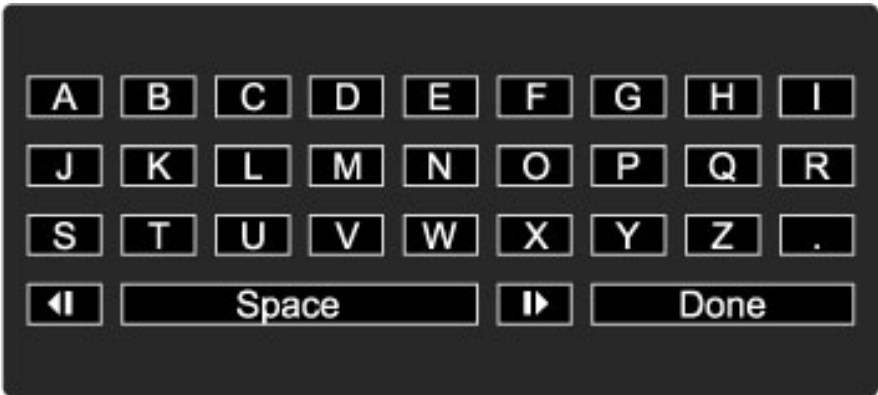 A B C D E F G H I
J K L M N O P Q R
S T U V W X Y Z .
Space Done